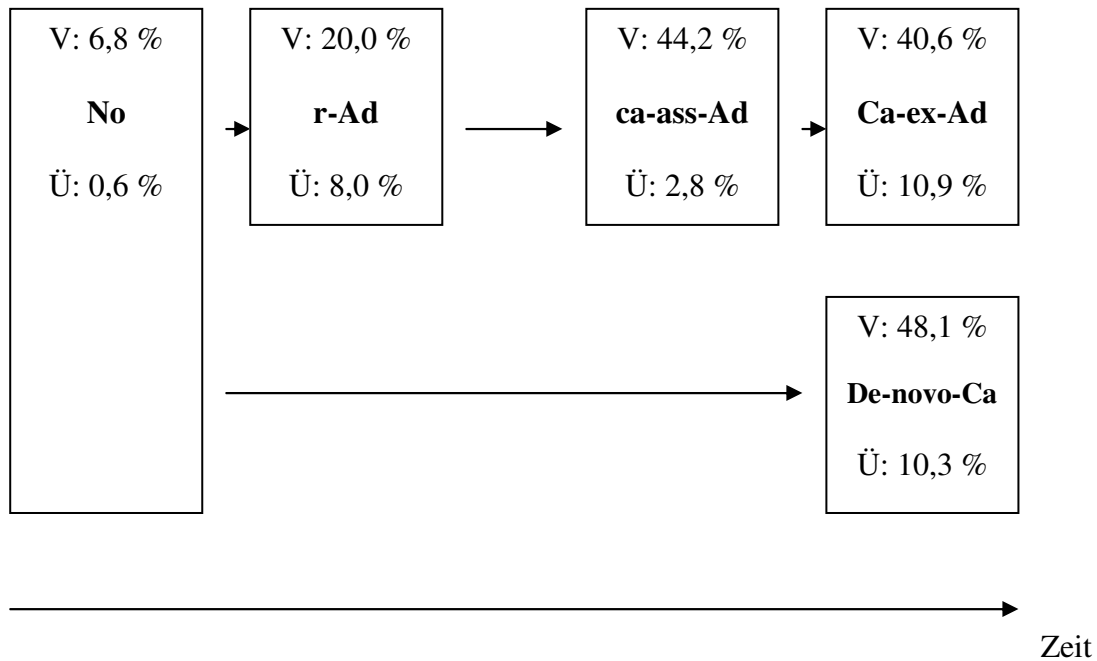 V: 6,8 %
No
Ü: 0,6 %
V: 20,0 %
r-Ad
Ü: 8,0 %
V: 44,2 %
ca-ass-Ad
Ü: 2,8 %
V: 40,6 %
Ca-ex-Ad
Ü: 10,9 %
V: 48,1 %
De-novo-Ca
Ü: 10,3 %
Zeit